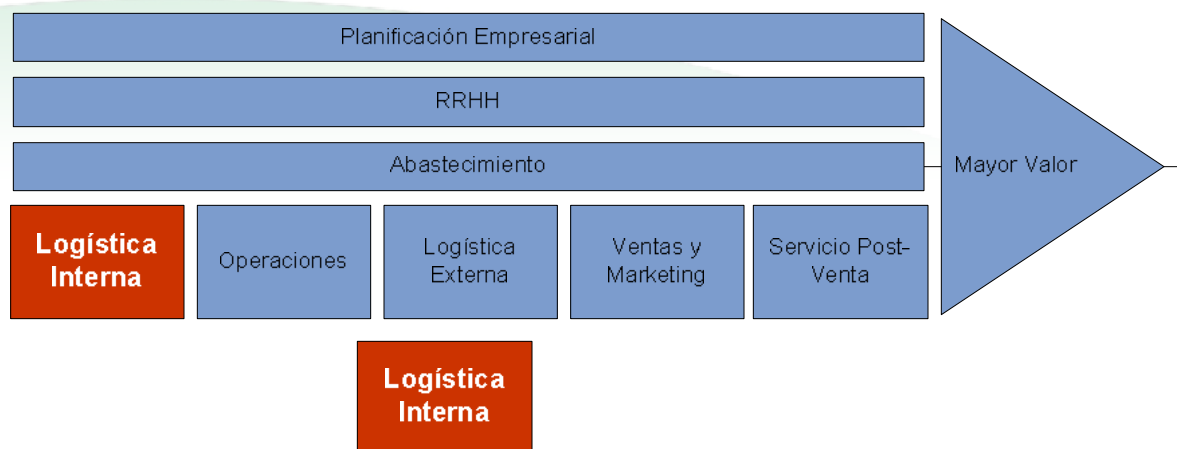 Planificación Empresarial
RRHH
Abastecimiento
Mayor Valor
Logística
Interna
Operaciones
Logística
Externa
Ventas y
Marketing
Servicio Post-
Venta
Logística
Interna